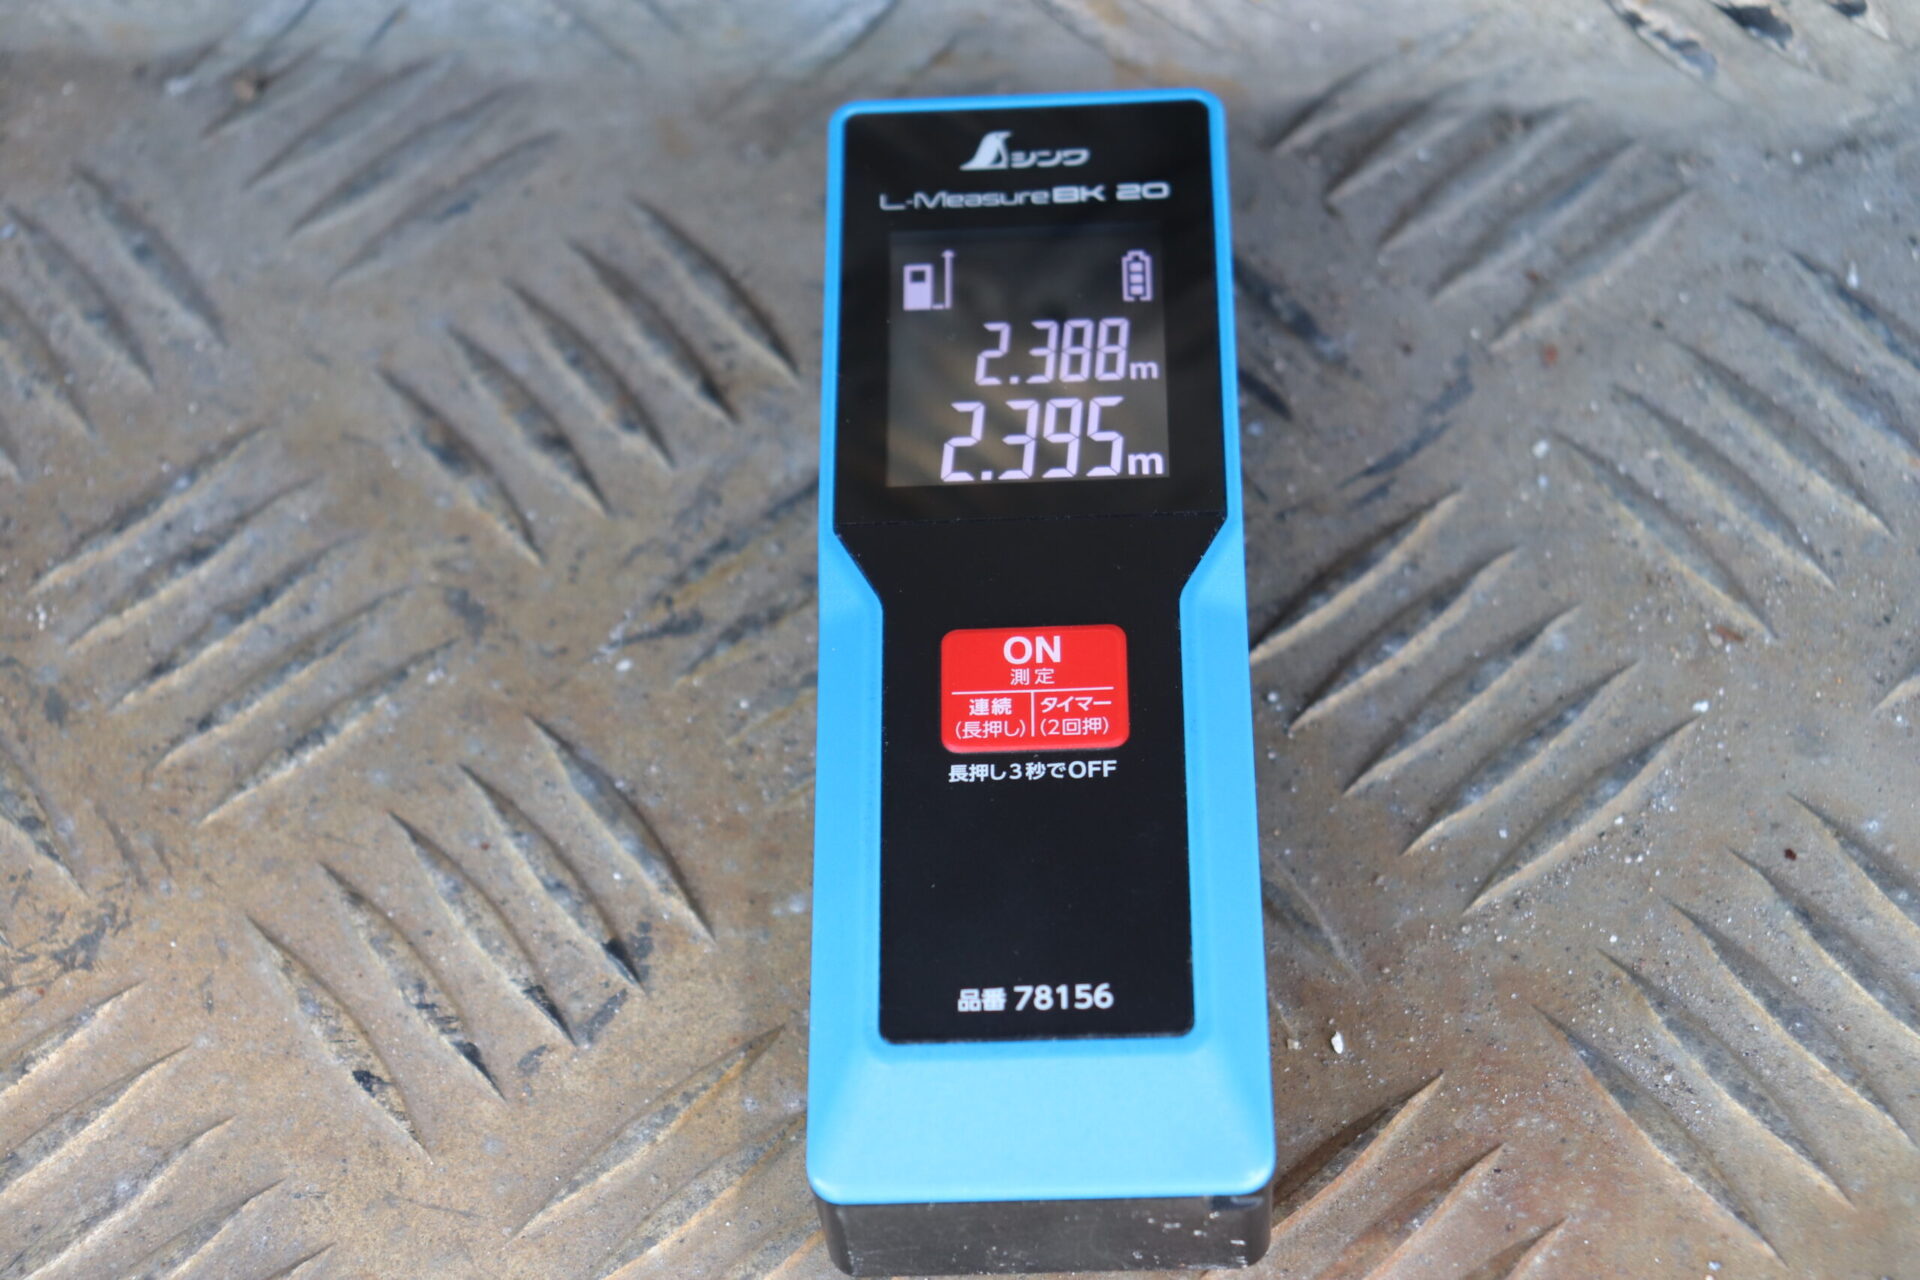 シンワ
L-Measure BK 20
2.388m
2.395m
ON
測定
連続 タイマー
(長押し) (2回押)
長押し3秒でOFF
品番 78156